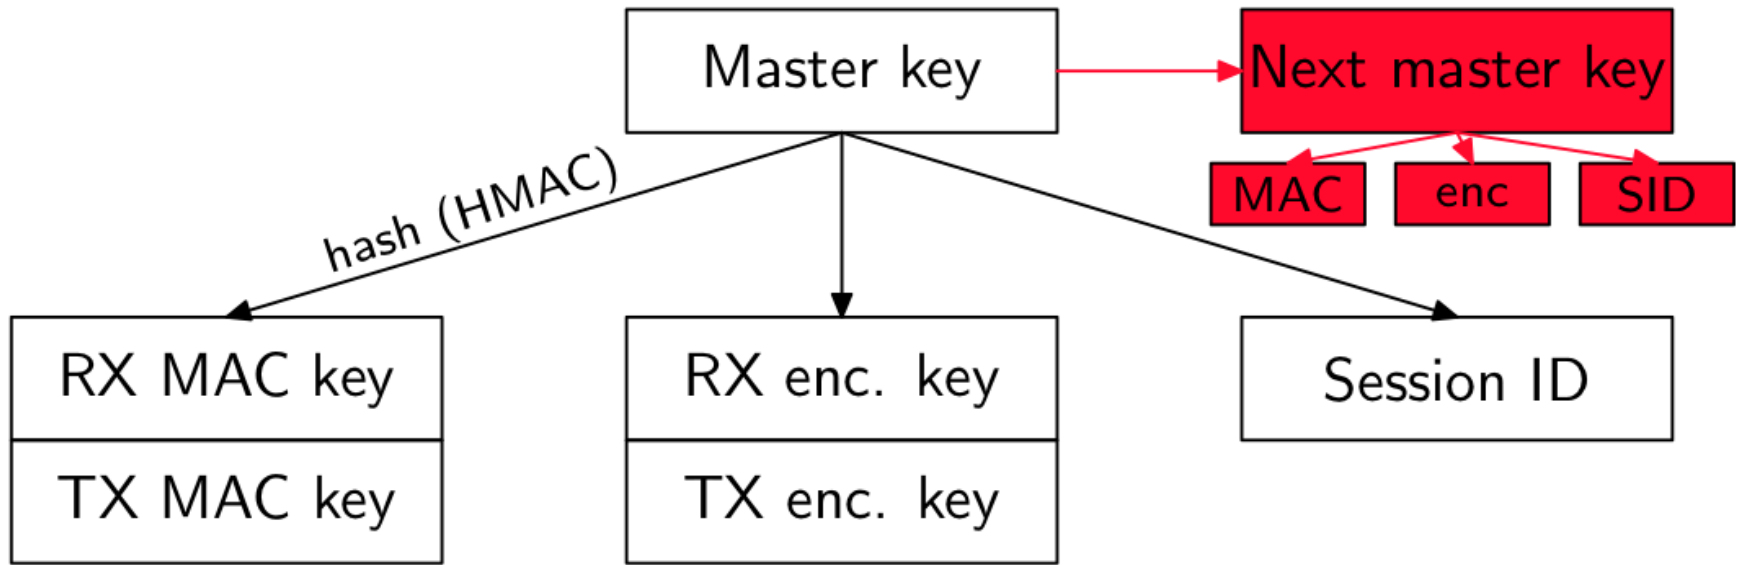 Master key
Next master key
hash (HMAC)
MAC
enc
SID
RX MAC key
RX enc. key
Session ID
TX MAC key
TX enc. key